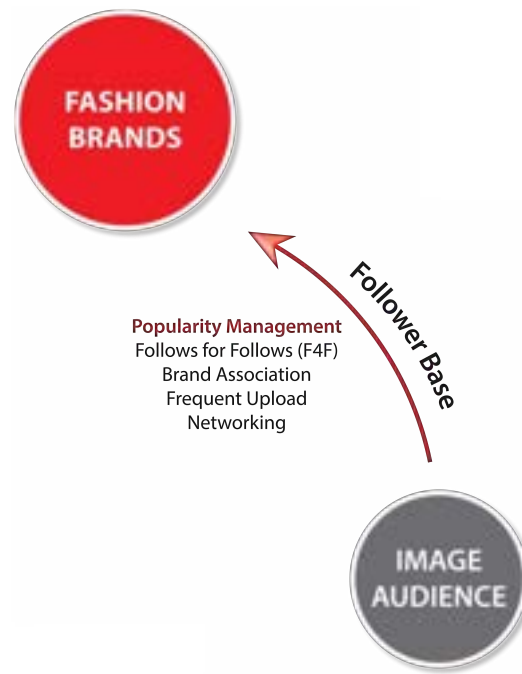 FASHION
BRANDS
Follower Base
Popularity Management
Follows for Follows (F4F)
Brand Association
Frequent Upload
Networking
IMAGE
AUDIENCE